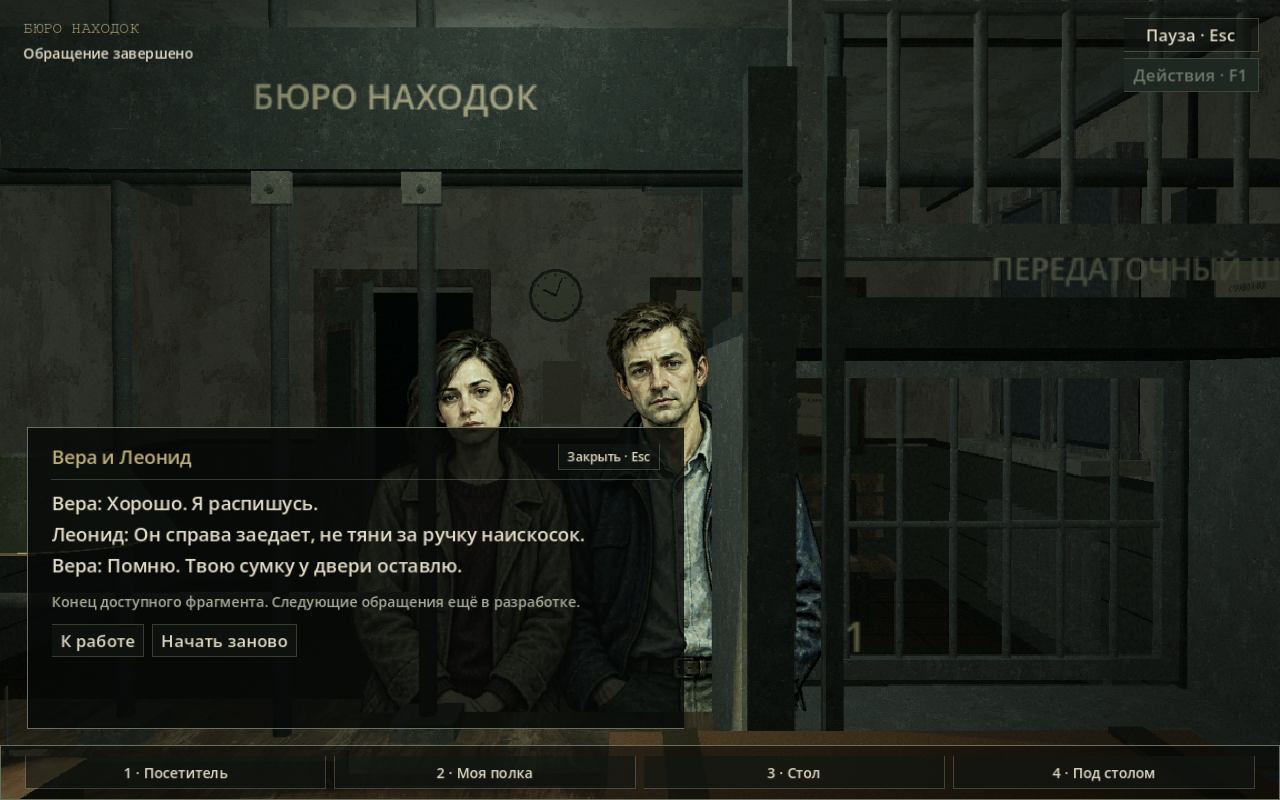 БЮРО НАХОДОК
Обращение завершено
Пауза · Esc
Действия · F1
БЮРО НАХОДОК
ПЕРЕДАТОЧНЫЙ
1
Вера и Леонид
Закрыть · Esc
Вера: Хорошо. Я распишусь.
Леонид: Он справа заедает, не тяни за ручку наискосок.
Вера: Помню. Твою сумку у двери оставлю.
Конец доступного фрагмента. Следующие обращения ещё в разработке.
К работе
Начать заново
1 · Посетитель
2 · Моя полка
3 · Стол
4 · Под столом